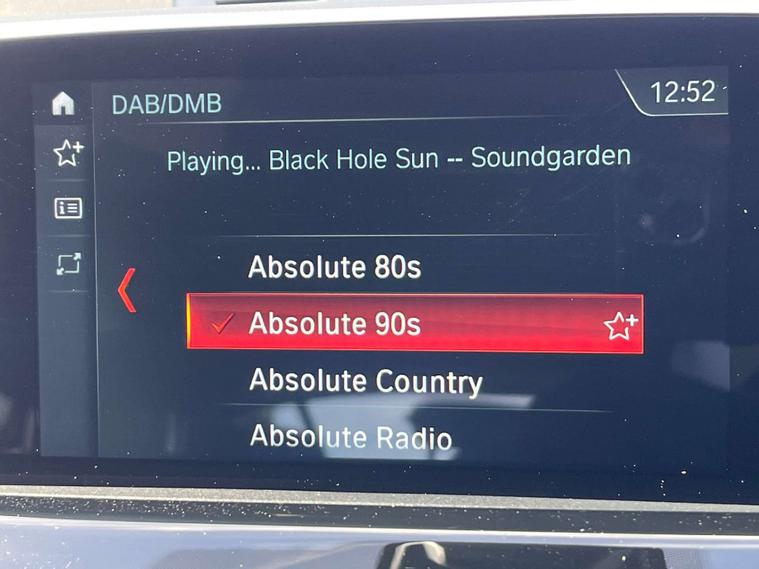 DAB/DMB
12:52
Playing... Black Hole Sun -- Soundgarden
Absolute 80s
Absolute 90s
Absolute Country
Absolute Radio